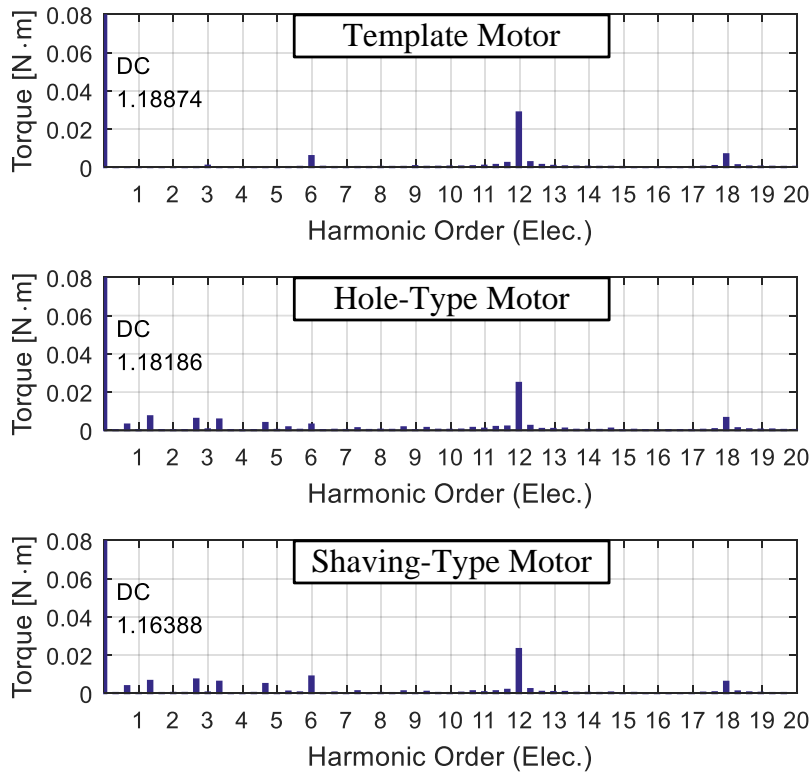 Template Motor
Torque [N·m]
0.08
0.06
0.04
0.02
0
DC
1.18874
1 2 3 4 5 6 7 8 9 10 11 12 13 14 15 16 17 18 19 20
Harmonic Order (Elec.)
Hole-Type Motor
Torque [N·m]
0.08
0.06
0.04
0.02
0
DC
1.18186
1 2 3 4 5 6 7 8 9 10 11 12 13 14 15 16 17 18 19 20
Harmonic Order (Elec.)
Shaving-Type Motor
Torque [N·m]
0.08
0.06
0.04
0.02
0
DC
1.16388
1 2 3 4 5 6 7 8 9 10 11 12 13 14 15 16 17 18 19 20
Harmonic Order (Elec.)